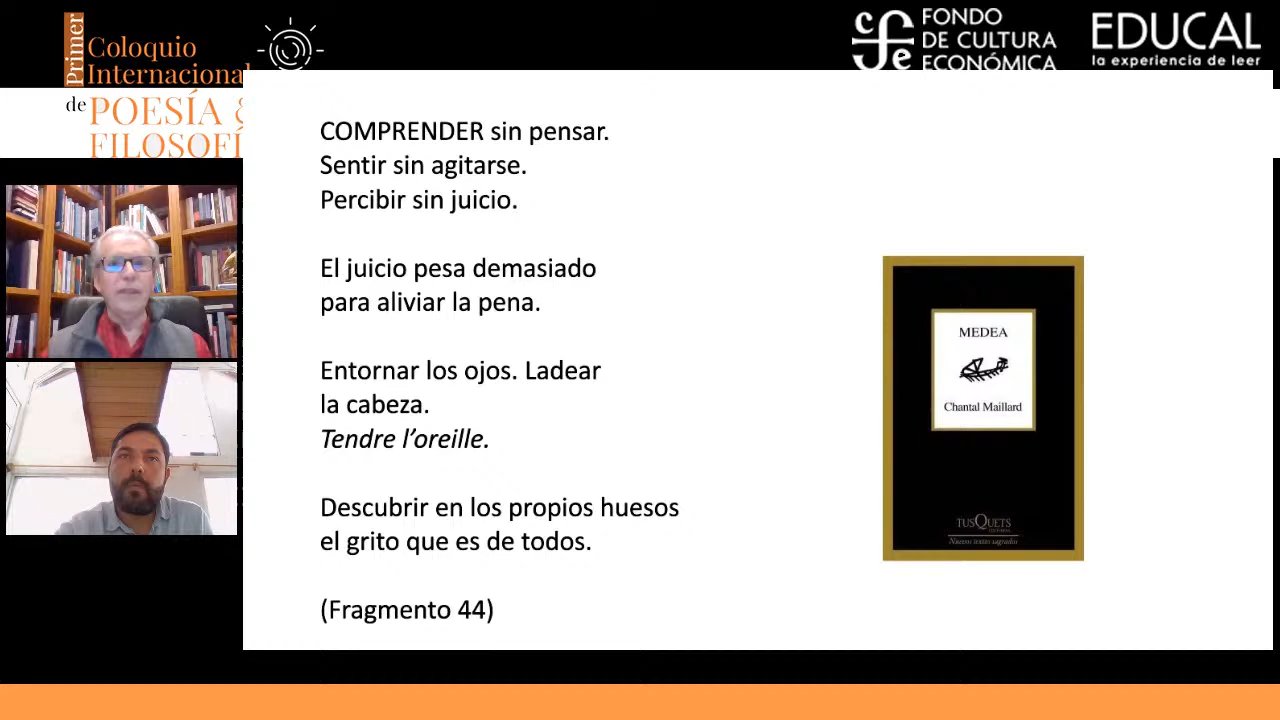 Primer
Coloquio
Internacional
de POESÍA &
FILOSOFÍ
FONDO
DE CULTURA
ECONÓMICA
EDUCAL
la experiencia de leer
COMPRENDER sin pensar.
Sentir sin agitarse.
Percibir sin juicio.
El juicio pesa demasiado
para aliviar la pena.
Entornar los ojos. Ladear
la cabeza.
Tendre l’oreille.
Descubrir en los propios huesos
el grito que es de todos.
(Fragmento 44)
MEDEA
Chantal Maillard
TUSQUETS
Nuevos textos sagrados